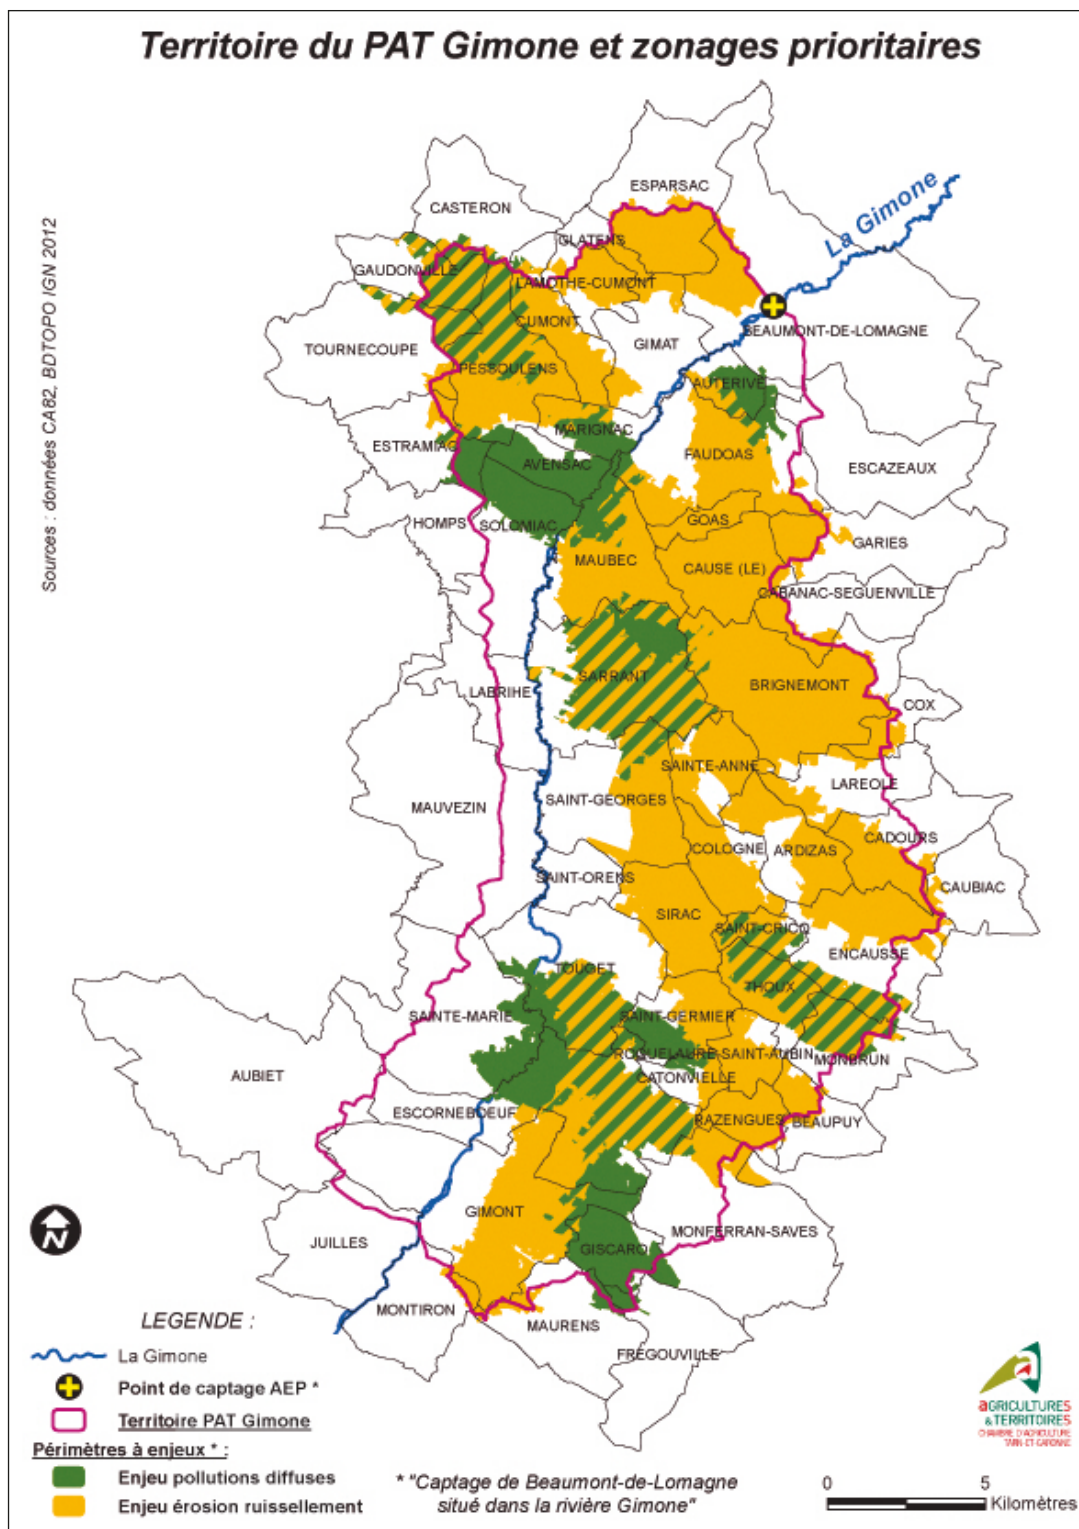 Territoire du PAT Gimone et zonages prioritaires
Sources : données CA82, BDTOPO IGN 2012
ESPARSAC
La Gimone
CASTERON
GLATENS
GAUDONVILLE
LAMOTHE-CUMONT
CUMONT
BEAUMONT-DE-LOMAGNE
GIMAT
TOURNECOUPE
PESSOULENS
AUTERIVE
MARIGNAC
ESTRAMIAC
FAUDOAS
AVENSAC
ESCAZEAUX
HOMPS
SOLOMIAC
GOAS
GARIES
MAUBEC
CAUSE (LE)
CABANAC-SEGUENVILLE
SARRANT
BRIGNEMONT
LABRIHE
COX
SAINTE-ANNE
LAREOLE
MAUVEZIN
SAINT-GEORGES
CADOURS
COLOGNE
ARDIZAS
SAINT-ORENS
CAUBIAC
SIRAC
SAINT-CRICQ
ENCAUSSE
TOUGET
THOUX
SAINTE-MARIE
SAINT-GERMIER
ROQUELAURE-SAINT-AUBIN
MONBRUN
AUBIET
CATONVIELLE
ESCORNEBOEUF
RAZENGUES
BEAUPUY
GIMONT
MONFERRAN-SAVES
JUILLES
GISCARO
MONTIRON
MAURENS
FREGOUVILLE
N
LEGENDE :
La Gimone
Point de captage AEP *
Territoire PAT Gimone
Périmètres à enjeux * :
Enjeu pollutions diffuses
Enjeu érosion ruissellement
* "Captage de Beaumont-de-Lomagne
situé dans la rivière Gimone"
0 5
Kilomètres
a
AGRICULTURES
& TERRITOIRES
CHAMBRE D'AGRICULTURE
TARN-ET-GARONNE